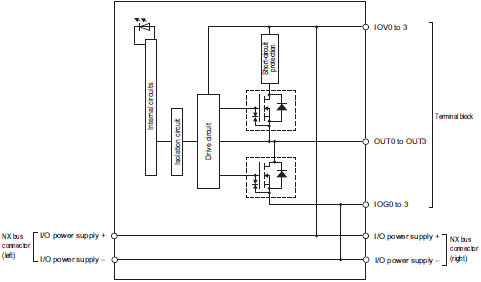 IOV0 to 3
Short-circuit
protection
Internal circuits
Isolation circuit
Drive circuit
Terminal block
OUT0 to OUT3
IOG0 to 3
NX bus
connector
(left)
I/O power supply +
I/O power supply –
I/O power supply +
I/O power supply –
NX bus
connector
(right)